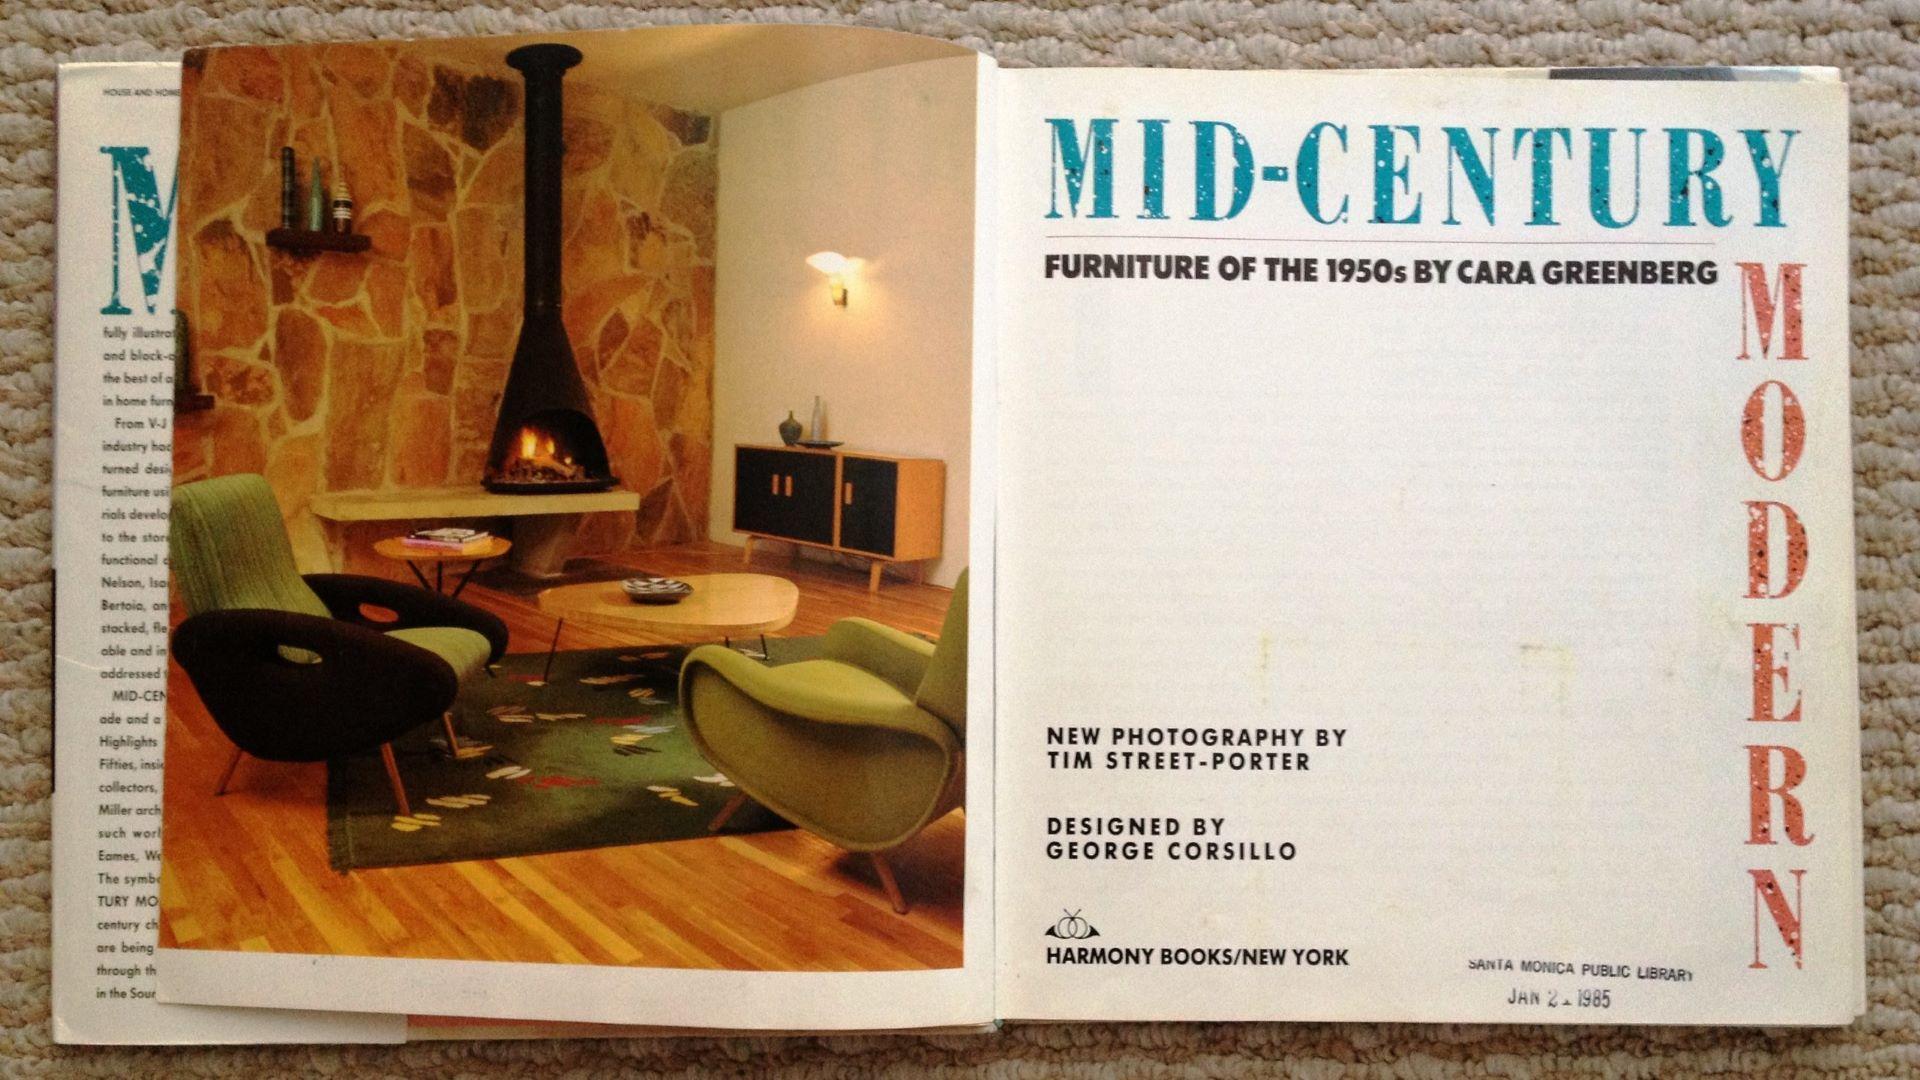 HOUSE AND HOME
M
fully illustra
and black-a
the best of a
in home furn
From V-J
industry had
turned desi
furniture usi
rials develo
to the store
functional
Nelson, Isa
Bertoia, an
stacked, fle
able and in
addressed
MID-CEN
ade and a
Highlights
Fifties, insi
collectors,
Miller arch
such worl
Eames, We
The symbo
TURY MO
century ch
are being
through th
in the Sour
MID-CENTURY
MODERN
FURNITURE OF THE 1950s BY CARA GREENBERG
NEW PHOTOGRAPHY BY
TIM STREET-PORTER
DESIGNED BY
GEORGE CORSILLO
HARMONY BOOKS/NEW YORK
SANTA MONICA PUBLIC LIBRARY
JAN 2 1985